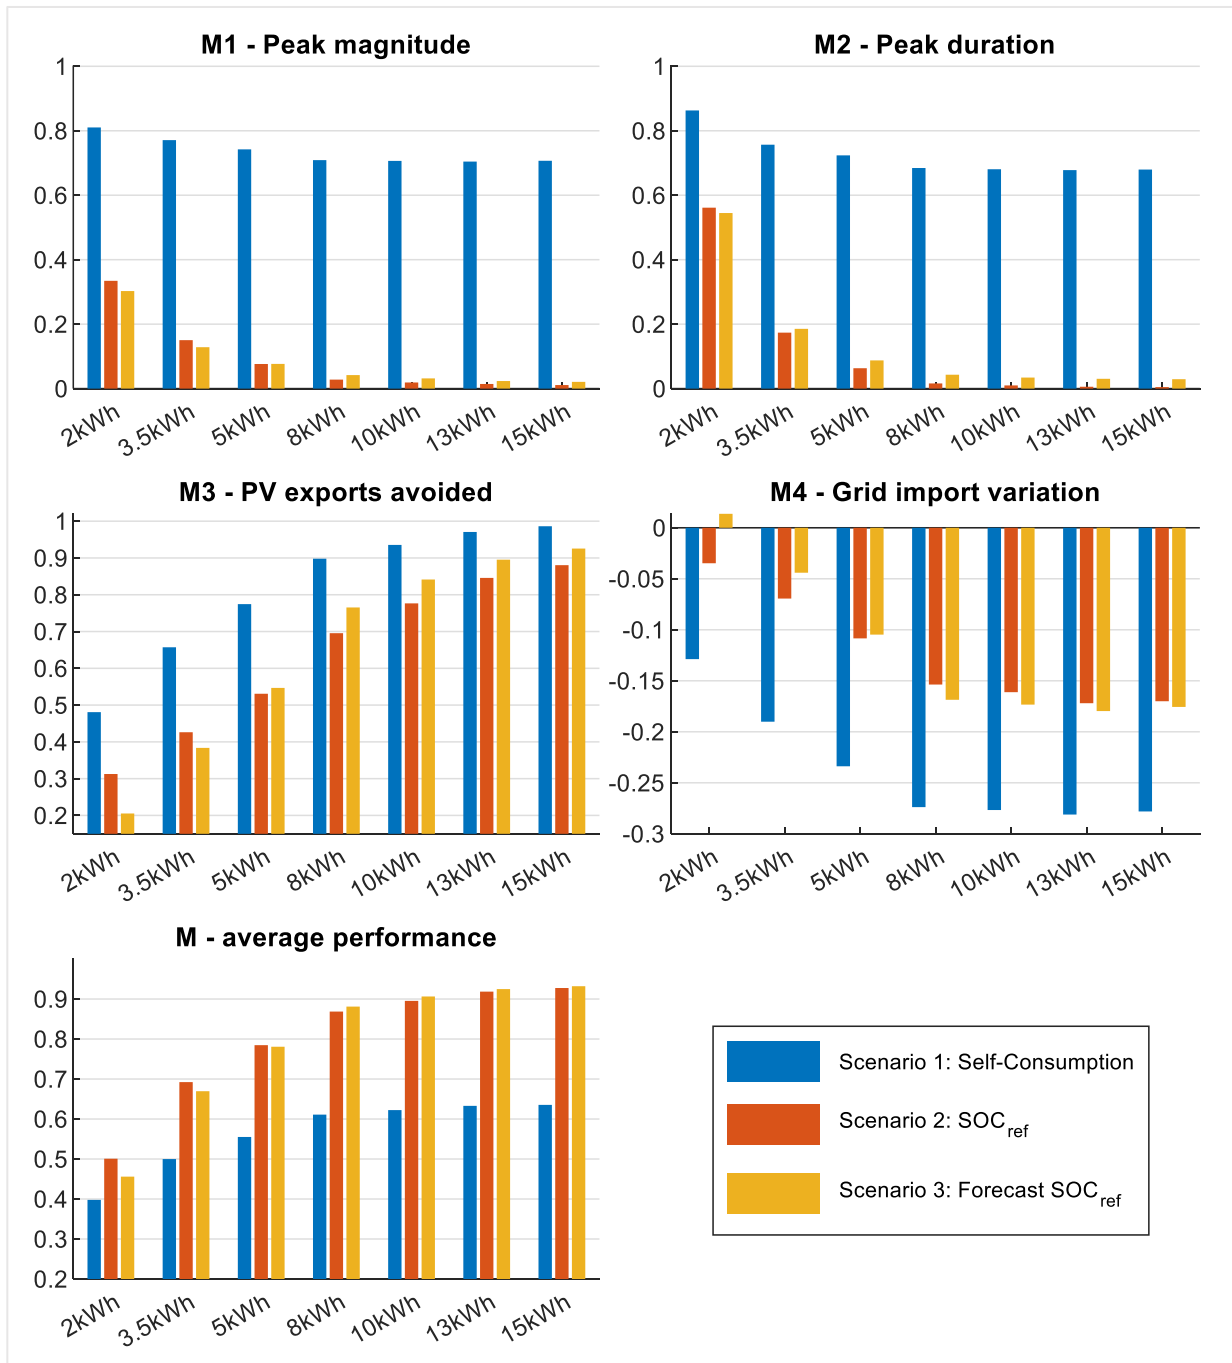 M1 - Peak magnitude
1
0.8
0.6
0.4
0.2
0
2kWh
3.5kWh
5kWh
8kWh
10kWh
13kWh
15kWh
M2 - Peak duration
1
0.8
0.6
0.4
0.2
0
2kWh
3.5kWh
5kWh
8kWh
10kWh
13kWh
15kWh
M3 - PV exports avoided
1
0.9
0.8
0.7
0.6
0.5
0.4
0.3
0.2
2kWh
3.5kWh
5kWh
8kWh
10kWh
13kWh
15kWh
M4 - Grid import variation
0
-0.05
-0.1
-0.15
-0.2
-0.25
-0.3
2kWh
3.5kWh
5kWh
8kWh
10kWh
13kWh
15kWh
M - average performance
0.9
0.8
0.7
0.6
0.5
0.4
0.3
0.2
2kWh
3.5kWh
5kWh
8kWh
10kWh
13kWh
15kWh
Scenario 1: Self-Consumption
Scenario 2: SOCref
Scenario 3: Forecast SOCref